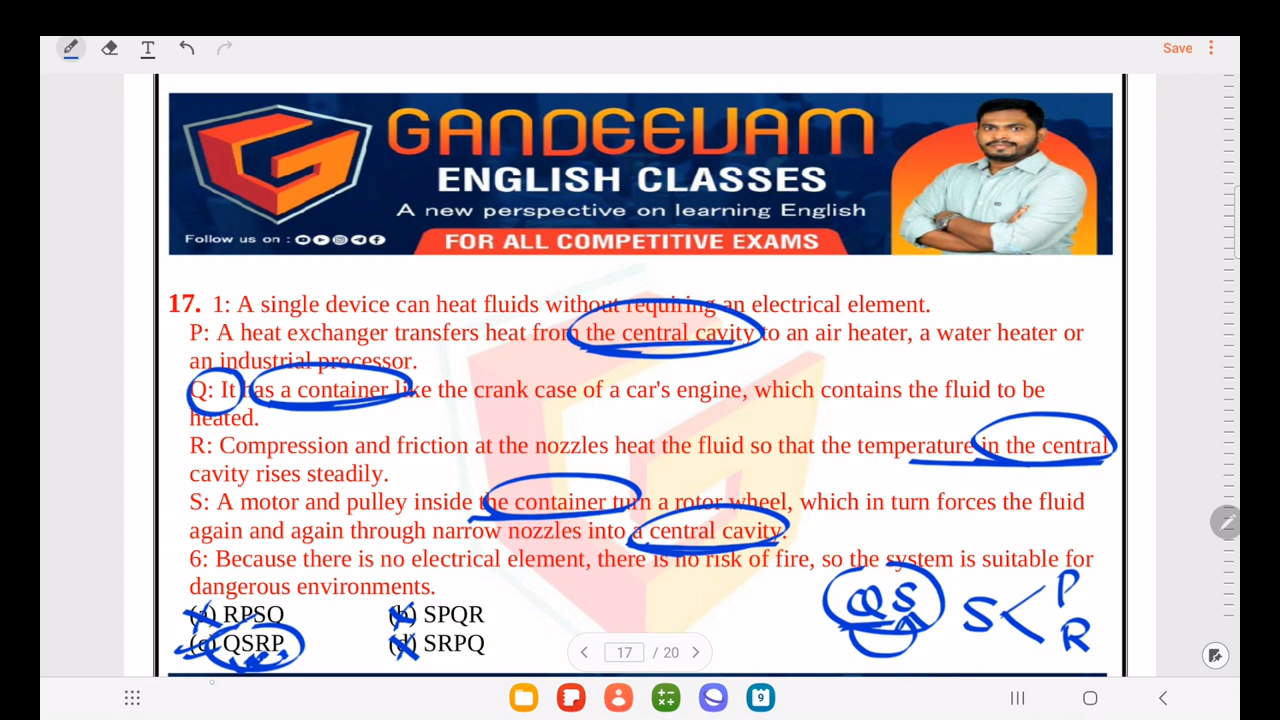 Save
GANDEEVAM
ENGLISH CLASSES
A new perspective on learning English
Follow us on :
FOR ALL COMPETITIVE EXAMS
17. 1: A single device can heat fluids without requiring an electrical element.
P: A heat exchanger transfers heat from the central cavity to an air heater, a water heater or
an industrial processor.
Q: It has a container like the crank case of a car's engine, which contains the fluid to be
heated.
R: Compression and friction at the nozzles heat the fluid so that the temperature in the central
cavity rises steadily.
S: A motor and pulley inside the container turn a rotor wheel, which in turn forces the fluid
again and again through narrow nozzles into a central cavity.
6: Because there is no electrical element, there is no risk of fire, so the system is suitable for
dangerous environments.
(a) RPSQ (b) SPQR
(c) QSRP (d) SRPQ
QS S < P R
17 / 20
9